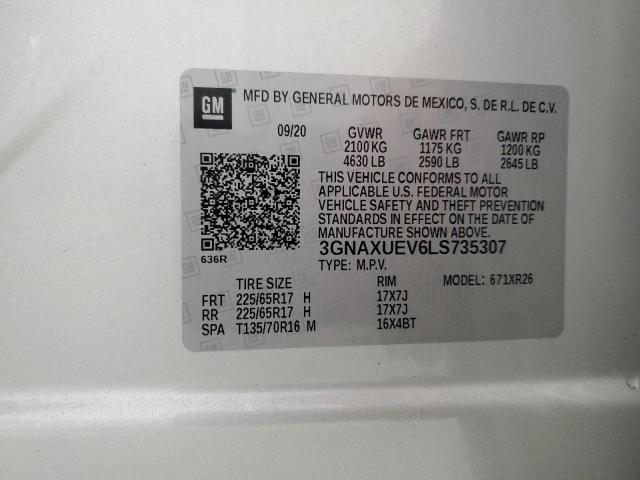 GM MFD BY GENERAL MOTORS DE MEXICO, S. DE R.L. DE C.V.
09/20 GVWR GAWR FRT GAWR RP
2100 KG 1175 KG 1200 KG
4630 LB 2590 LB 2645 LB
THIS VEHICLE CONFORMS TO ALL
APPLICABLE U.S. FEDERAL MOTOR
VEHICLE SAFETY AND THEFT PREVENTION
STANDARDS IN EFFECT ON THE DATE OF
MANUFACTURE SHOWN ABOVE.
636R 3GNAXUEV6LS735307
TYPE: M.P.V.
TIRE SIZE RIM MODEL: 671XR26
FRT 225/65R17 H 17X7J
RR 225/65R17 H 17X7J
SPA T135/70R16 M 16X4BT